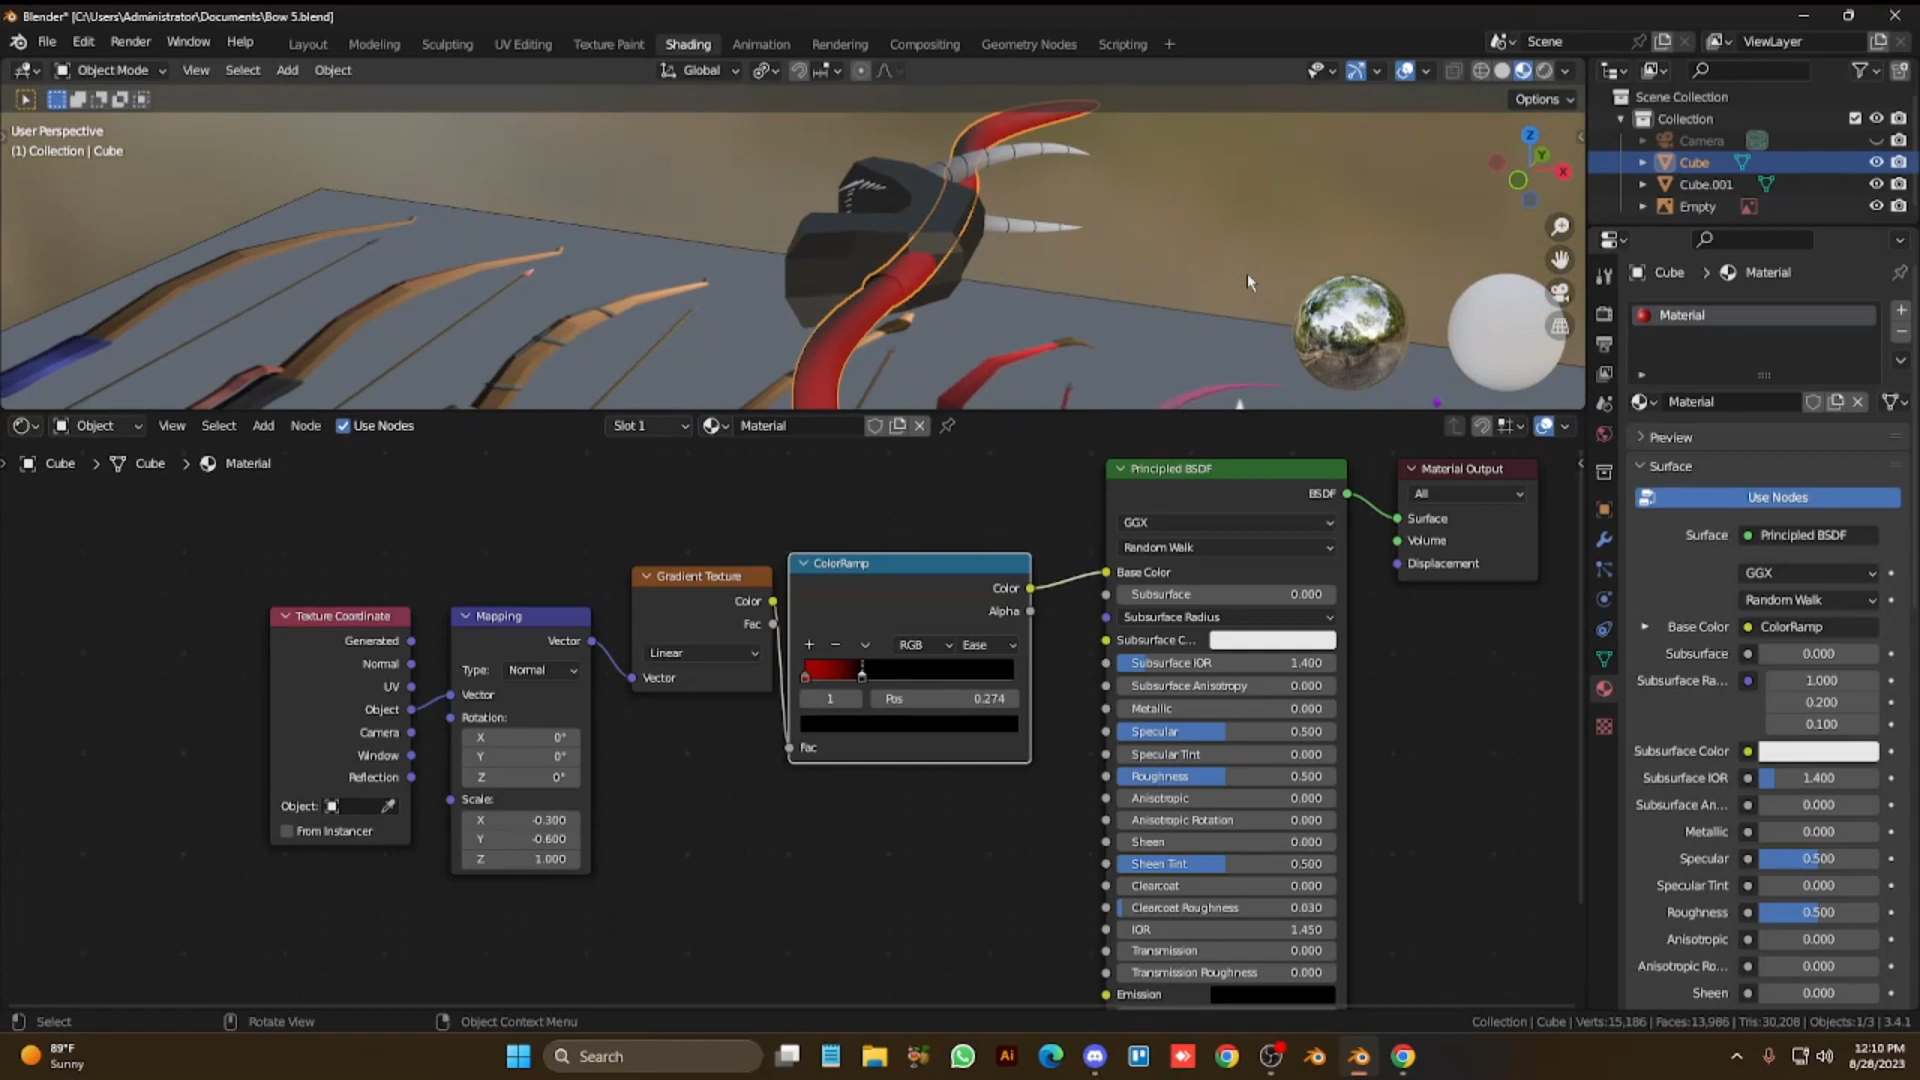 Blender* [C:\Users\Administrator\Documents\Bow 5.blend]
File Edit Render Window Help Layout Modeling Sculpting UV Editing Texture Paint Shading Animation Rendering Compositing Geometry Nodes Scripting + Scene ViewLayer
Object Mode View Select Add Object Global
Options
User Perspective
(1) Collection | Cube
Z
Y
X
Scene Collection
Collection
Camera
Cube
Cube.001
Empty
Cube > Material
Material
Material
Preview
Surface
Use Nodes
Surface Principled BSDF
GGX
Random Walk
Base Color ColorRamp
Subsurface 0.000
Subsurface Ra... 1.000
0.200
0.100
Subsurface Color
Subsurface IOR 1.400
Subsurface An... 0.000
Metallic 0.000
Specular 0.500
Specular Tint 0.000
Roughness 0.500
Anisotropic 0.000
Anisotropic Ro... 0.000
Sheen 0.000
Object View Select Add Node Use Nodes Slot 1 Material
Cube > Cube > Material
Texture Coordinate
Generated
Normal
UV
Object
Camera
Window
Reflection
Object:
From Instancer
Mapping
Vector
Type: Normal
Vector
Rotation:
X 0°
Y 0°
Z 0°
Scale:
X -0.300
Y -0.600
Z 1.000
Gradient Texture
Color
Fac
Linear
Vector
ColorRamp
Color
Alpha
+ − RGB Ease
1 Pos 0.274
Fac
Principled BSDF
BSDF
GGX
Random Walk
Base Color
Subsurface 0.000
Subsurface Radius
Subsurface C...
Subsurface IOR 1.400
Subsurface Anisotropy 0.000
Metallic 0.000
Specular 0.500
Specular Tint 0.000
Roughness 0.500
Anisotropic 0.000
Anisotropic Rotation 0.000
Sheen 0.000
Sheen Tint 0.500
Clearcoat 0.000
Clearcoat Roughness 0.030
IOR 1.450
Transmission 0.000
Transmission Roughness 0.000
Emission
Material Output
All
Surface
Volume
Displacement
Select Rotate View Object Context Menu Collection | Cube | Verts:15,186 | Faces:13,986 | Tris:30,208 | Objects:1/3 | 3.4.1
89°F
Sunny
Search
Ai
12:10 PM
8/28/2023